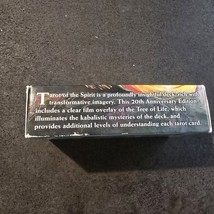 Tarot of the Spirit is a profoundly insightful deck, rich with
transformative imagery. This 20th Anniversary Edition
includes a clear film overlay of the Tree of Life, which
illuminates the kabalistic mysteries of the deck, and
provides additional levels of understanding each tarot card.